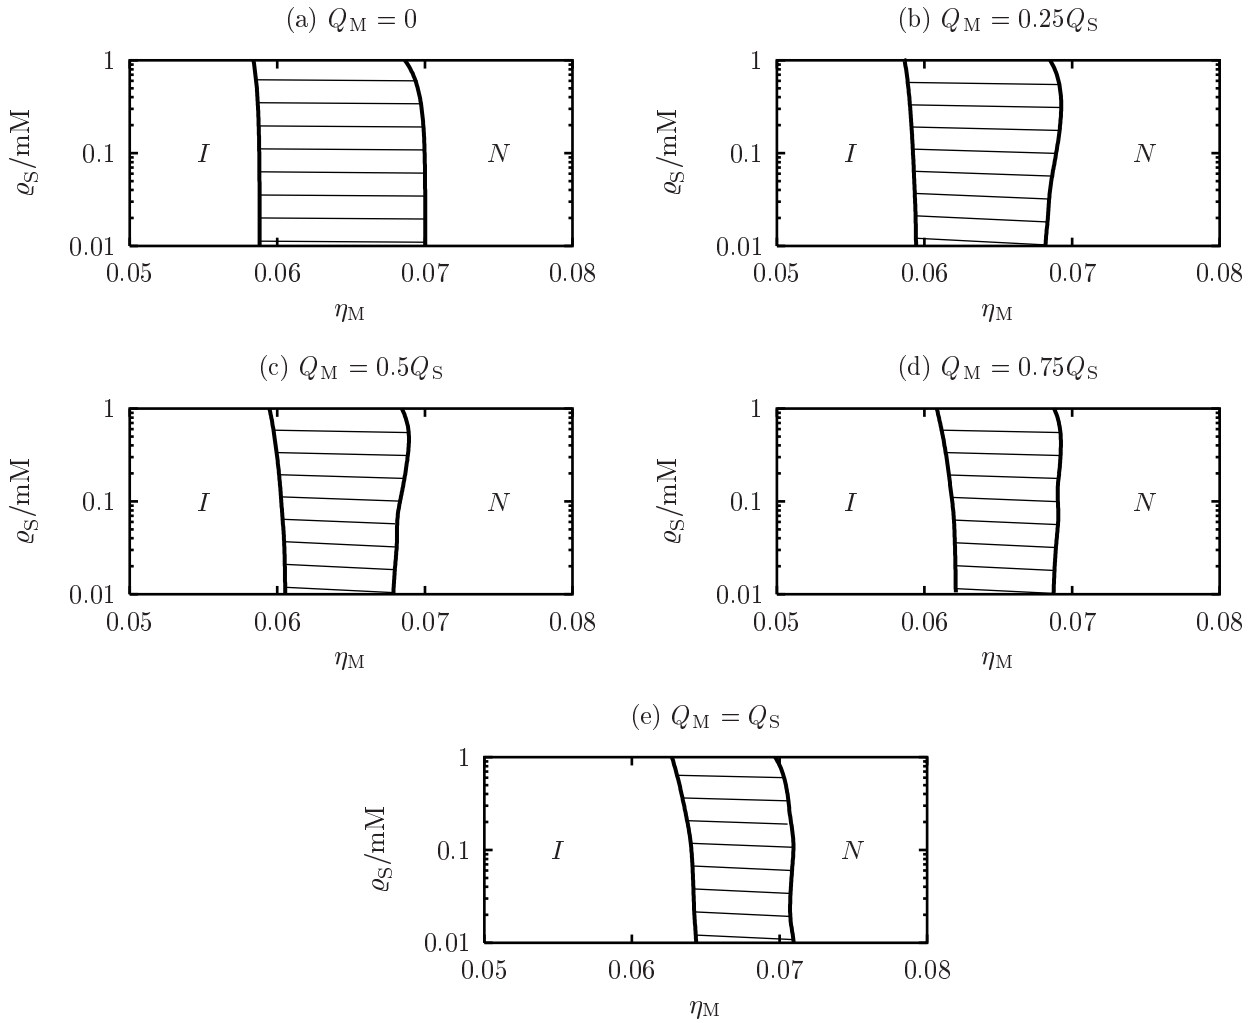 (a) Q_M = 0
(b) Q_M = 0.25Q_S
1
0.1
0.01
ϱ_S/mM
I
N
0.05 0.06 0.07 0.08
η_M
1
0.1
0.01
ϱ_S/mM
I
N
0.05 0.06 0.07 0.08
η_M
(c) Q_M = 0.5Q_S
(d) Q_M = 0.75Q_S
1
0.1
0.01
ϱ_S/mM
I
N
0.05 0.06 0.07 0.08
η_M
1
0.1
0.01
ϱ_S/mM
I
N
0.05 0.06 0.07 0.08
η_M
(e) Q_M = Q_S
1
0.1
0.01
ϱ_S/mM
I
N
0.05 0.06 0.07 0.08
η_M